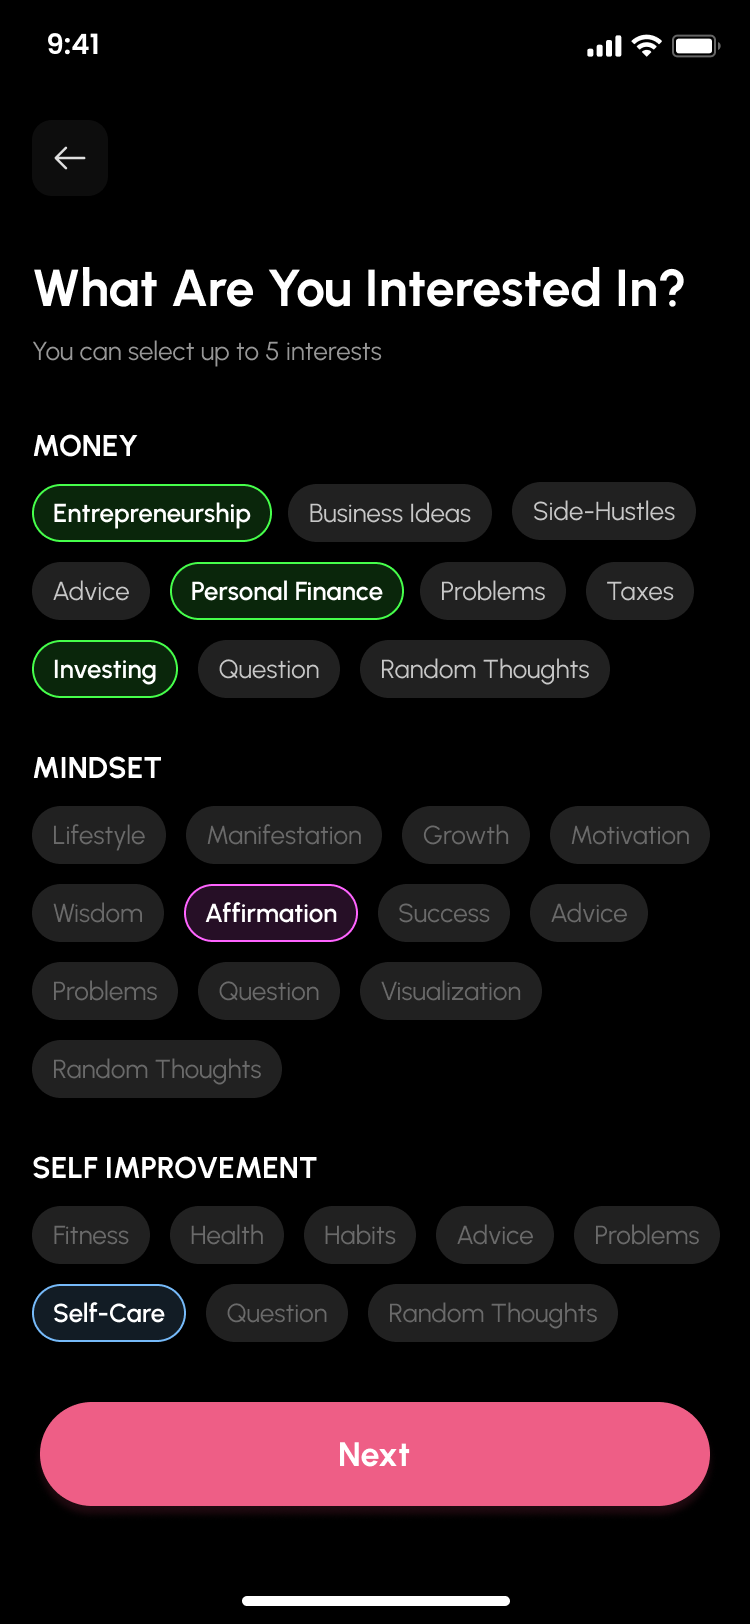 9:41
What Are You Interested In?
You can select up to 5 interests
MONEY
Entrepreneurship Business Ideas Side-Hustles
Advice Personal Finance Problems Taxes
Investing Question Random Thoughts
MINDSET
Lifestyle Manifestation Growth Motivation
Wisdom Affirmation Success Advice
Problems Question Visualization
Random Thoughts
SELF IMPROVEMENT
Fitness Health Habits Advice Problems
Self-Care Question Random Thoughts
Next